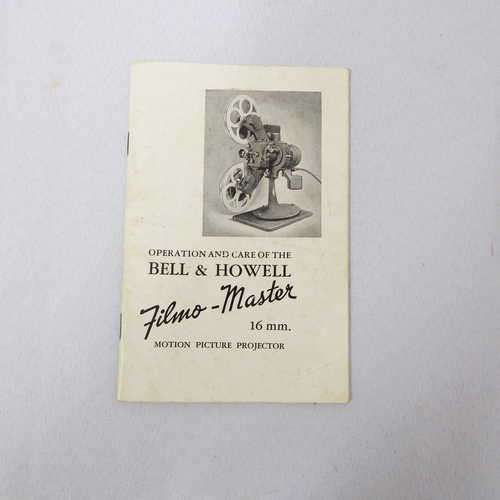 OPERATION AND CARE OF THE
BELL & HOWELL
Filmo-Master
16 mm.
MOTION PICTURE PROJECTOR